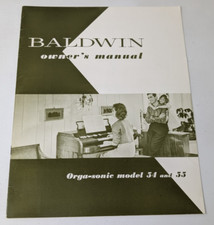 BALDWIN
owner's manual
Orga-sonic model 54 and 55